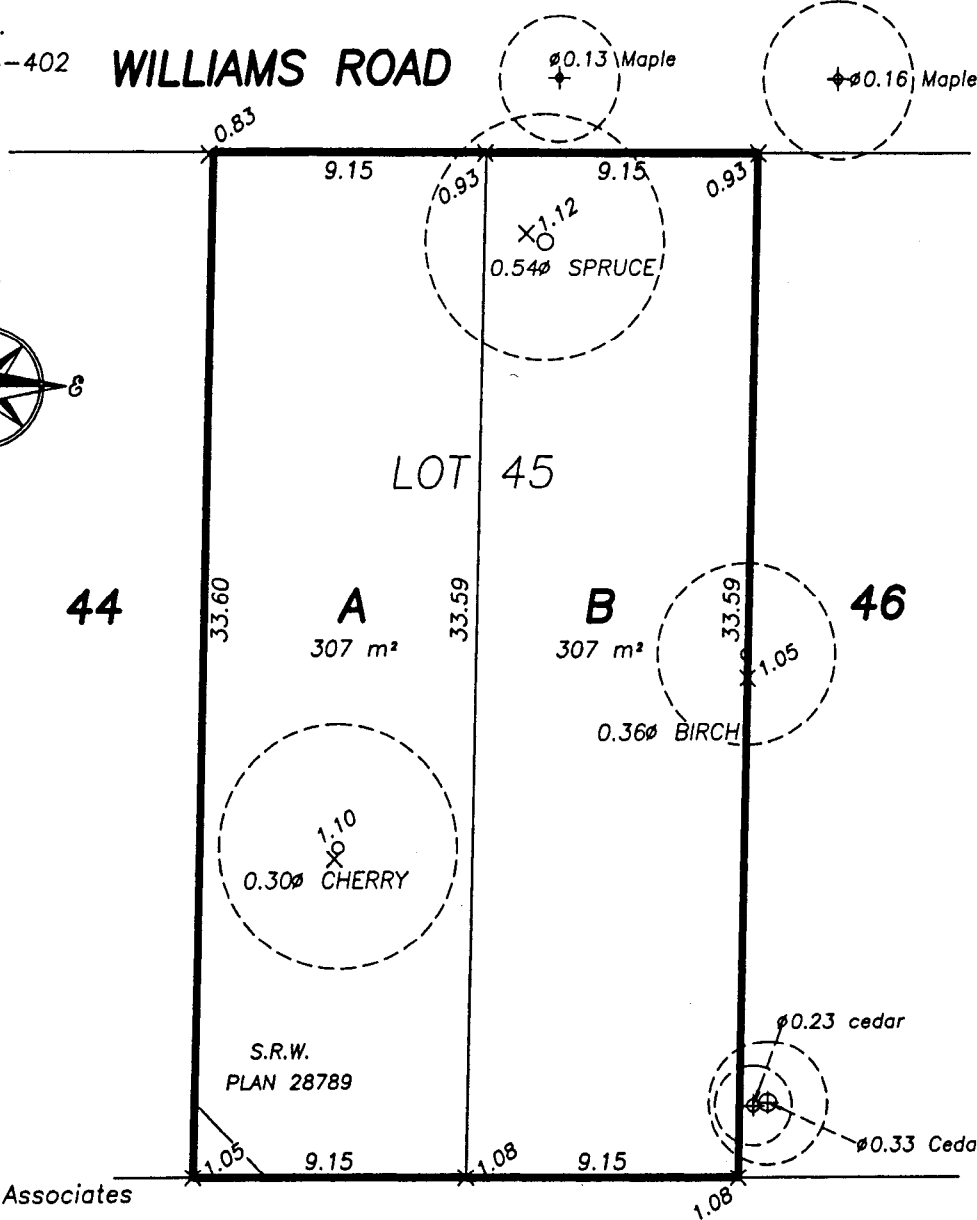 -402
WILLIAMS ROAD
ø0.13 Maple
ø0.16 Maple
0.83
9.15
0.93
9.15
0.93
1.12
0.54ø SPRUCE
E
LOT 45
44
33.60
A
307 m²
33.59
B
307 m²
33.59
46
1.05
0.36ø BIRCH
1.10
0.30ø CHERRY
ø0.23 cedar
S.R.W.
PLAN 28789
ø0.33 Ceda
1.05
9.15
1.08
9.15
1.08
Associates